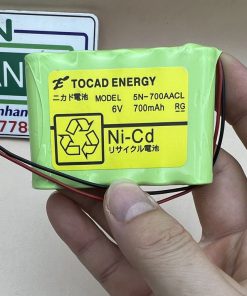 TOCAD ENERGY
ニカド電池 MODEL 5N-700AACL
6V 700mAh RG
Ni-Cd
リサイクル電池